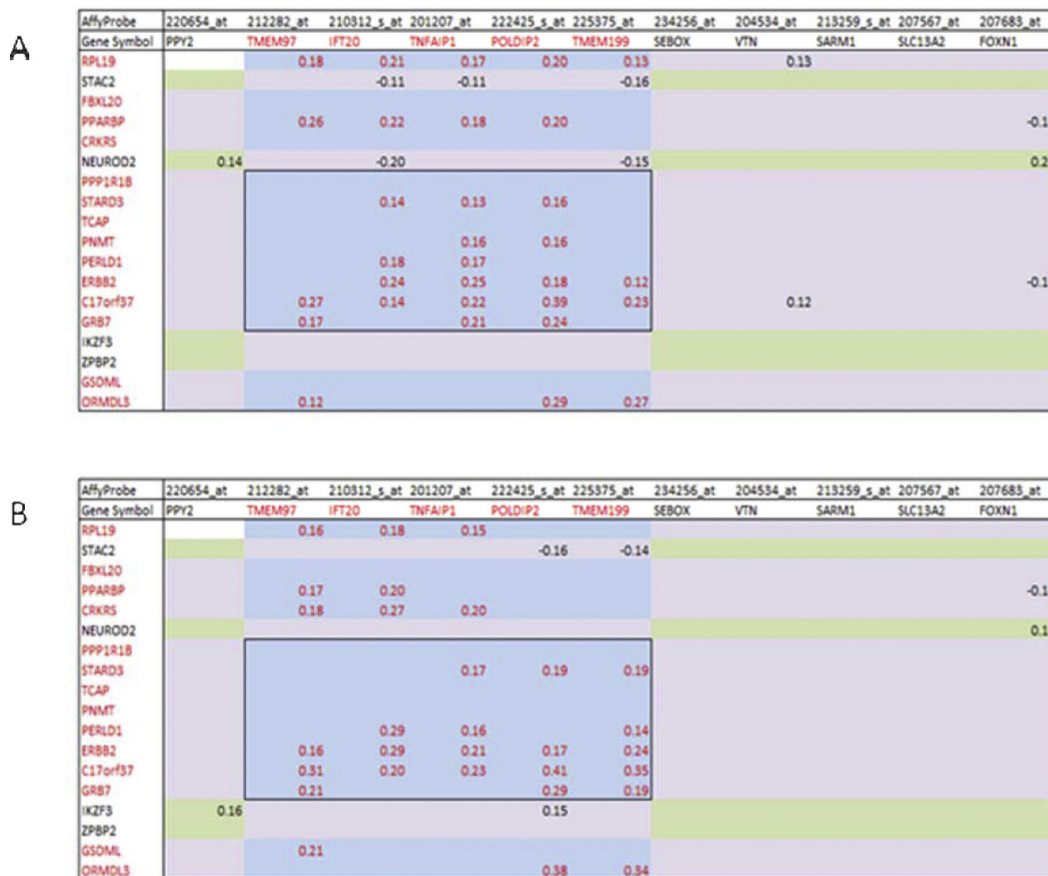 A
AffyProbe 220654_at 212282_at 210312_s_at 201207_at 222425_s_at 225375_at 234256_at 204534_at 213259_s_at 207567_at 207683_at
Gene Symbol PPY2 TMEM97 IFT20 TNFAIP1 POLDIP2 TMEM199 SEBOX VTN SARM1 SLC13A2 FOXN1
RPL19 0.18 0.21 0.17 0.20 0.13 0.13
STAC2 -0.11 -0.11 -0.16
FBXL20
PPARBP 0.26 0.22 0.18 0.20 -0.1
CRKRS
NEUROD2 0.14 -0.20 -0.15 0.2
PPP1R1B
STARD3 0.14 0.13 0.16
TCAP
PNMT 0.16 0.16
PERLD1 0.18 0.17
ERBB2 0.24 0.25 0.18 0.12 -0.1
C17orf37 0.27 0.14 0.22 0.39 0.23 0.12
GRB7 0.17 0.21 0.24
IKZF3
ZPBP2
GSDML
ORMDL3 0.12 0.29 0.27
B
AffyProbe 220654_at 212282_at 210312_s_at 201207_at 222425_s_at 225375_at 234256_at 204534_at 213259_s_at 207567_at 207683_at
Gene Symbol PPY2 TMEM97 IFT20 TNFAIP1 POLDIP2 TMEM199 SEBOX VTN SARM1 SLC13A2 FOXN1
RPL19 0.16 0.18 0.15
STAC2 -0.16 -0.14
FBXL20
PPARBP 0.17 0.20 -0.1
CRKRS 0.18 0.27 0.20
NEUROD2 0.1
PPP1R1B
STARD3 0.17 0.19 0.19
TCAP
PNMT
PERLD1 0.29 0.16 0.14
ERBB2 0.16 0.29 0.21 0.17 0.24
C17orf37 0.31 0.20 0.23 0.41 0.35
GRB7 0.21 0.29 0.19
IKZF3 0.16 0.15
ZPBP2
GSDML 0.21
ORMDL3 0.38 0.34